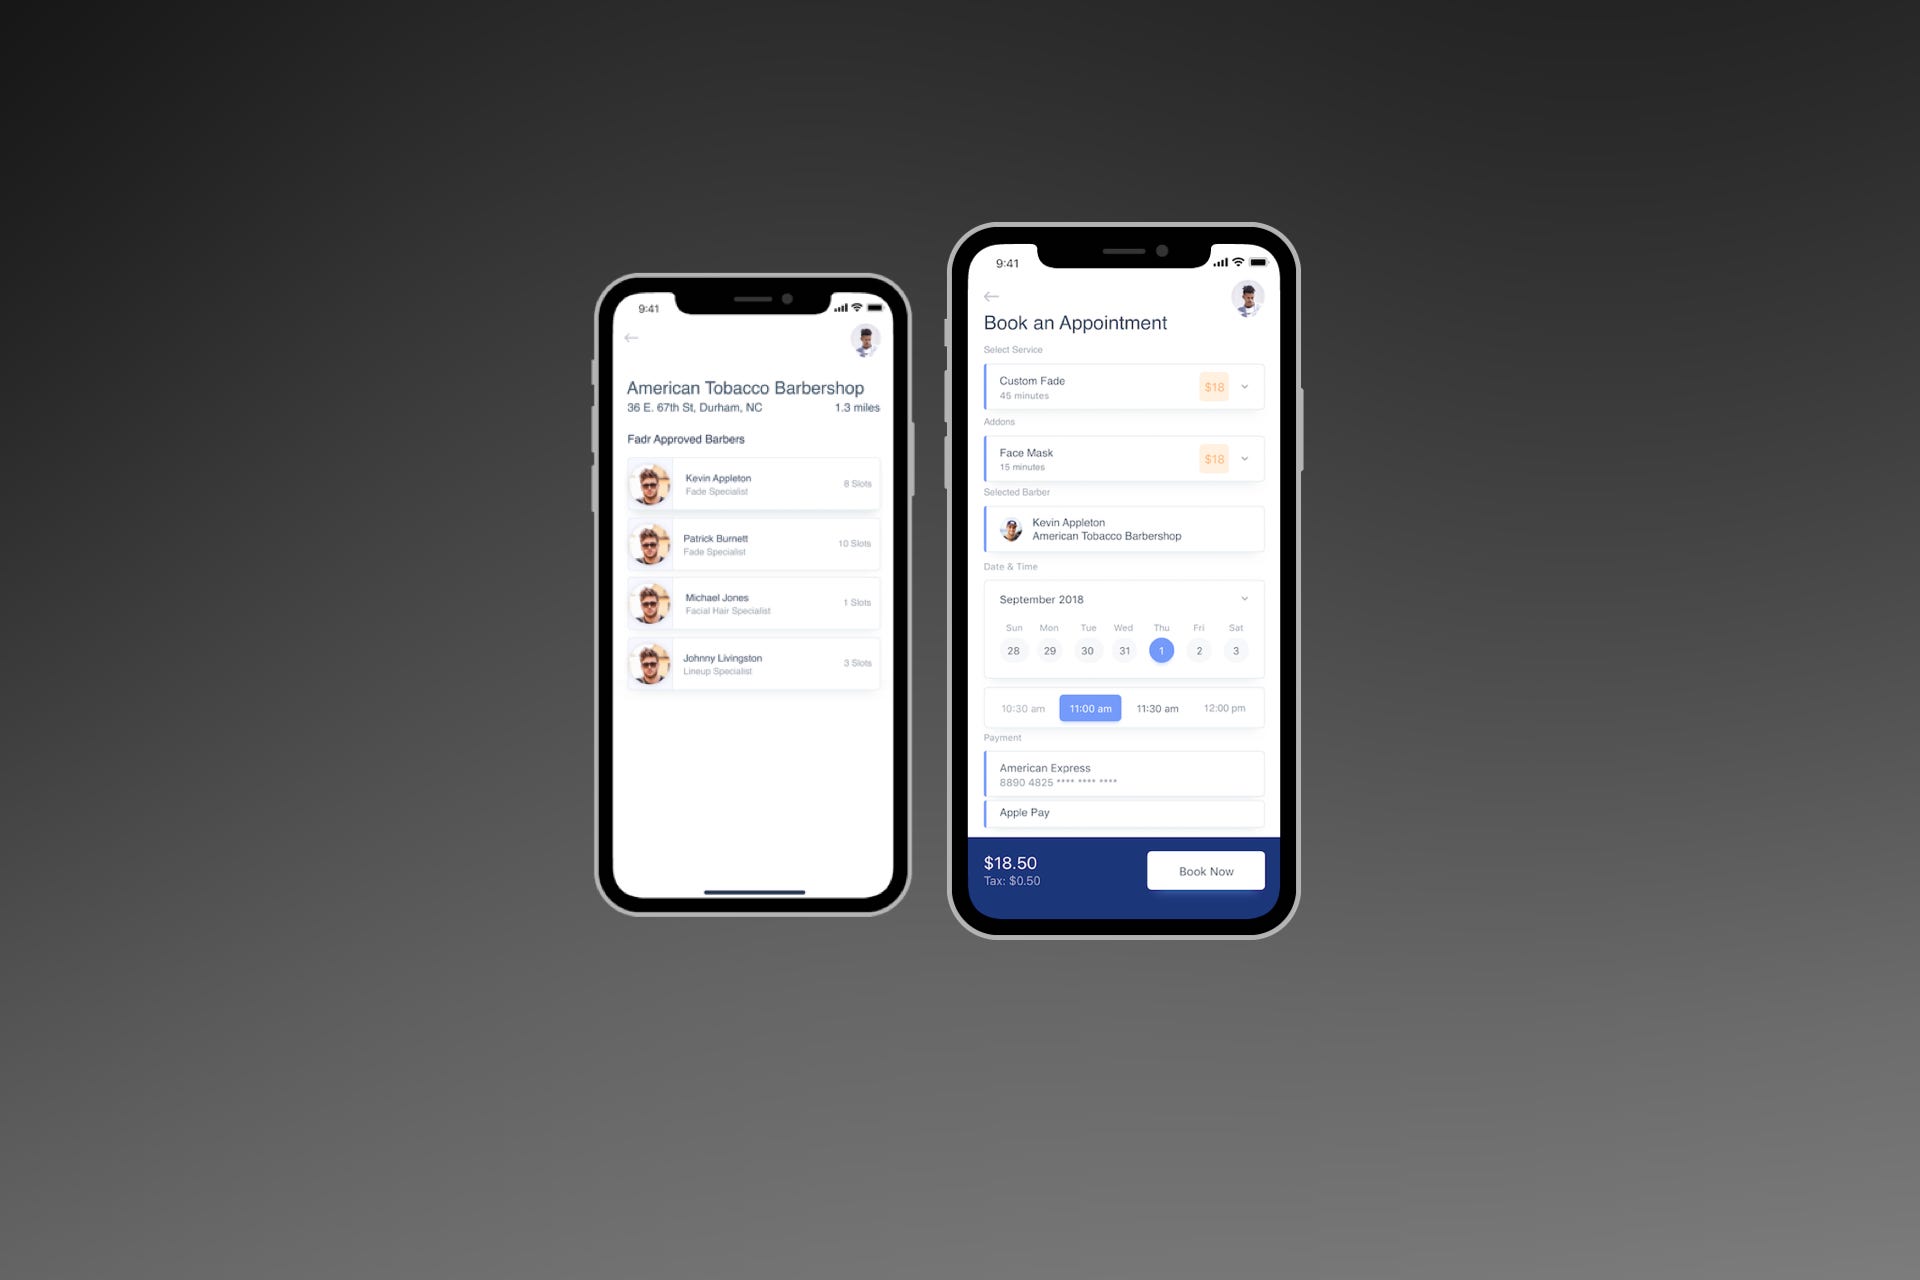 9:41
American Tobacco Barbershop
36 E. 67th St, Durham, NC 1.3 miles
Fadr Approved Barbers
Kevin Appleton
Fade Specialist
8 Slots
Patrick Burnett
Fade Specialist
10 Slots
Michael Jones
Facial Hair Specialist
1 Slots
Johnny Livingston
Lineup Specialist
3 Slots
9:41
Book an Appointment
Select Service
Custom Fade
45 minutes
$18
Addons
Face Mask
15 minutes
$18
Selected Barber
Kevin Appleton
American Tobacco Barbershop
Date & Time
September 2018
Sun Mon Tue Wed Thu Fri Sat
28 29 30 31 1 2 3
10:30 am 11:00 am 11:30 am 12:00 pm
Payment
American Express
8890 4825 **** **** ****
Apple Pay
$18.50
Tax: $0.50
Book Now